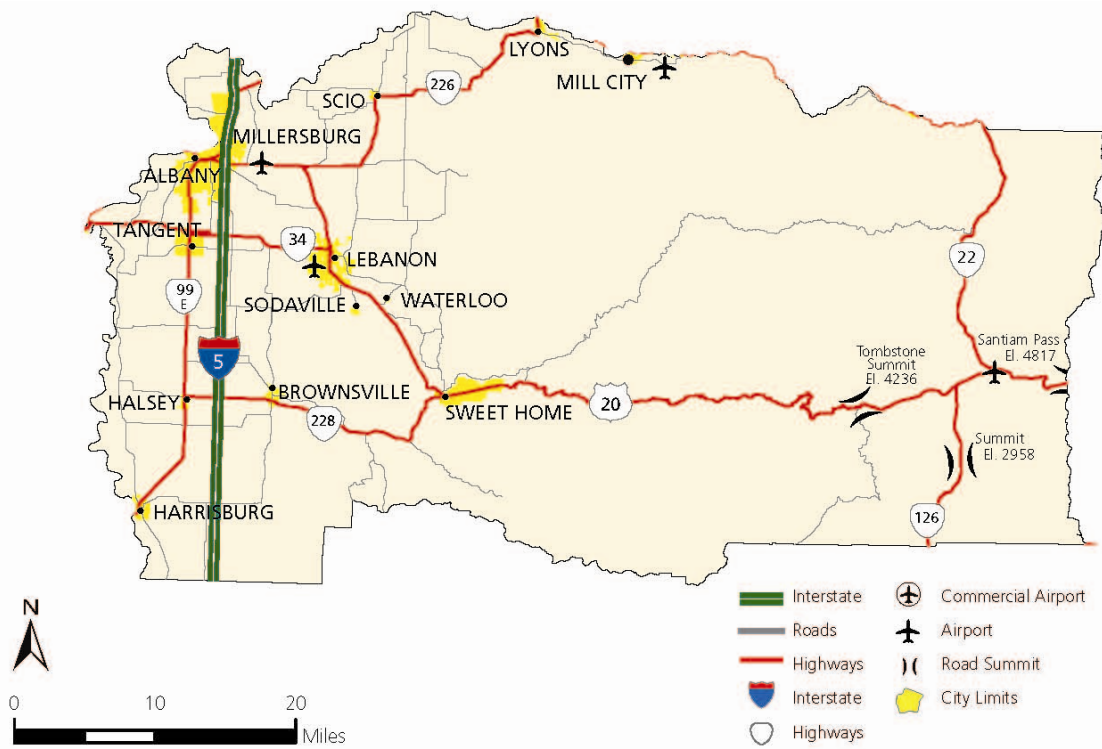 LYONS
MILL CITY
226
SCIO
MILLERSBURG
ALBANY
TANGENT
34
LEBANON
22
99
E
SODAVILLE
WATERLOO
5
Santiam Pass
El. 4817
Tombstone
Summit
El. 4236
BROWNSVILLE
HALSEY
SWEET HOME
20
228
Summit
El. 2958
HARRISBURG
126
N
0
10
20
Miles
Interstate
Roads
Highways
Interstate
Highways
Commercial Airport
Airport
Road Summit
City Limits